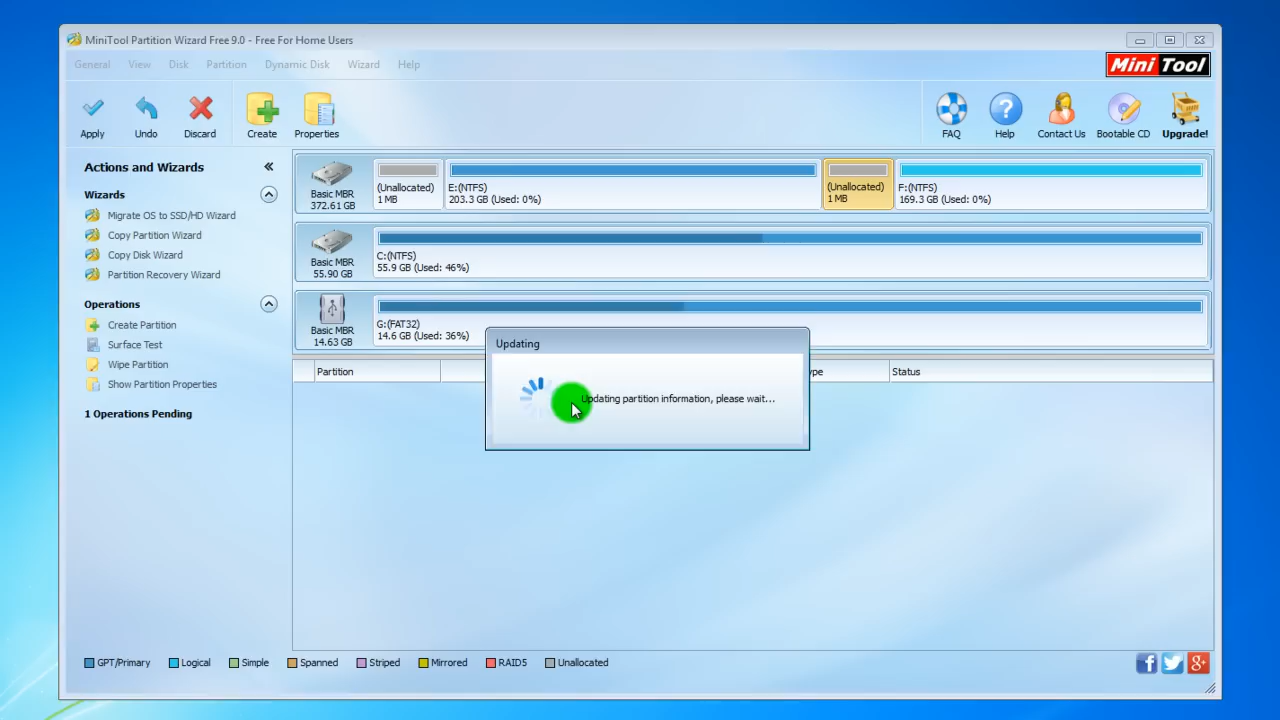 MiniTool Partition Wizard Free 9.0 - Free For Home Users
General View Disk Partition Dynamic Disk Wizard Help
Mini Tool
Apply Undo Discard Create Properties FAQ Help Contact Us Bootable CD Upgrade!
Actions and Wizards
Wizards
Migrate OS to SSD/HD Wizard
Copy Partition Wizard
Copy Disk Wizard
Partition Recovery Wizard
Operations
Create Partition
Surface Test
Wipe Partition
Show Partition Properties
1 Operations Pending
Basic MBR
372.61 GB
(Unallocated)
1 MB
E:(NTFS)
203.3 GB (Used: 0%)
(Unallocated)
1 MB
F:(NTFS)
169.3 GB (Used: 0%)
Basic MBR
55.90 GB
C:(NTFS)
55.9 GB (Used: 46%)
Basic MBR
14.63 GB
G:(FAT32)
14.6 GB (Used: 36%)
Partition Status
Updating
Updating partition information, please wait...
GPT/Primary Logical Simple Spanned Striped Mirrored RAID5 Unallocated